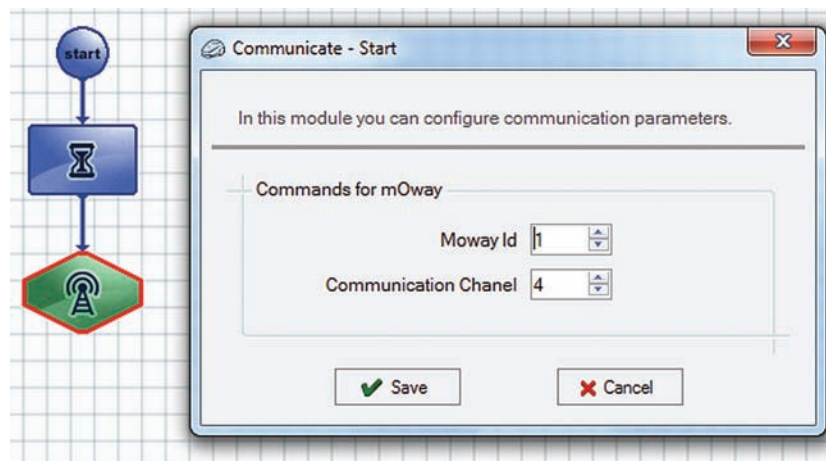 start
Communicate - Start
In this module you can configure communication parameters.
Commands for mOway
Moway Id 1
Communication Chanel 4
Save Cancel